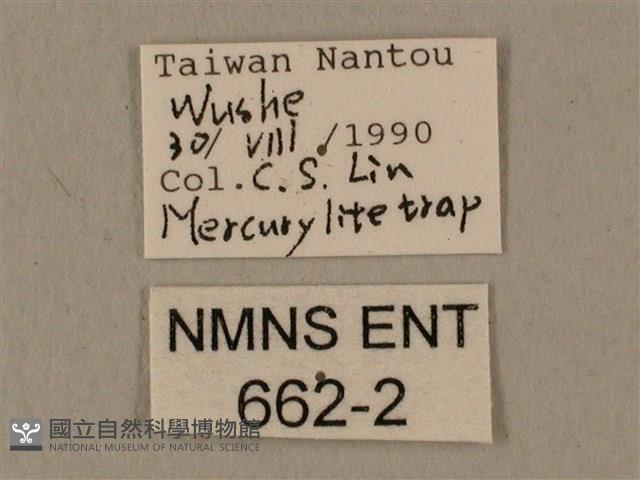 Taiwan Nantou
Wushe
30/ VIII /1990
Col. C. S. Lin
Mercury lite trap
NMNS ENT
662-2
國立自然科學博物館
NATIONAL MUSEUM OF NATURAL SCIENCE